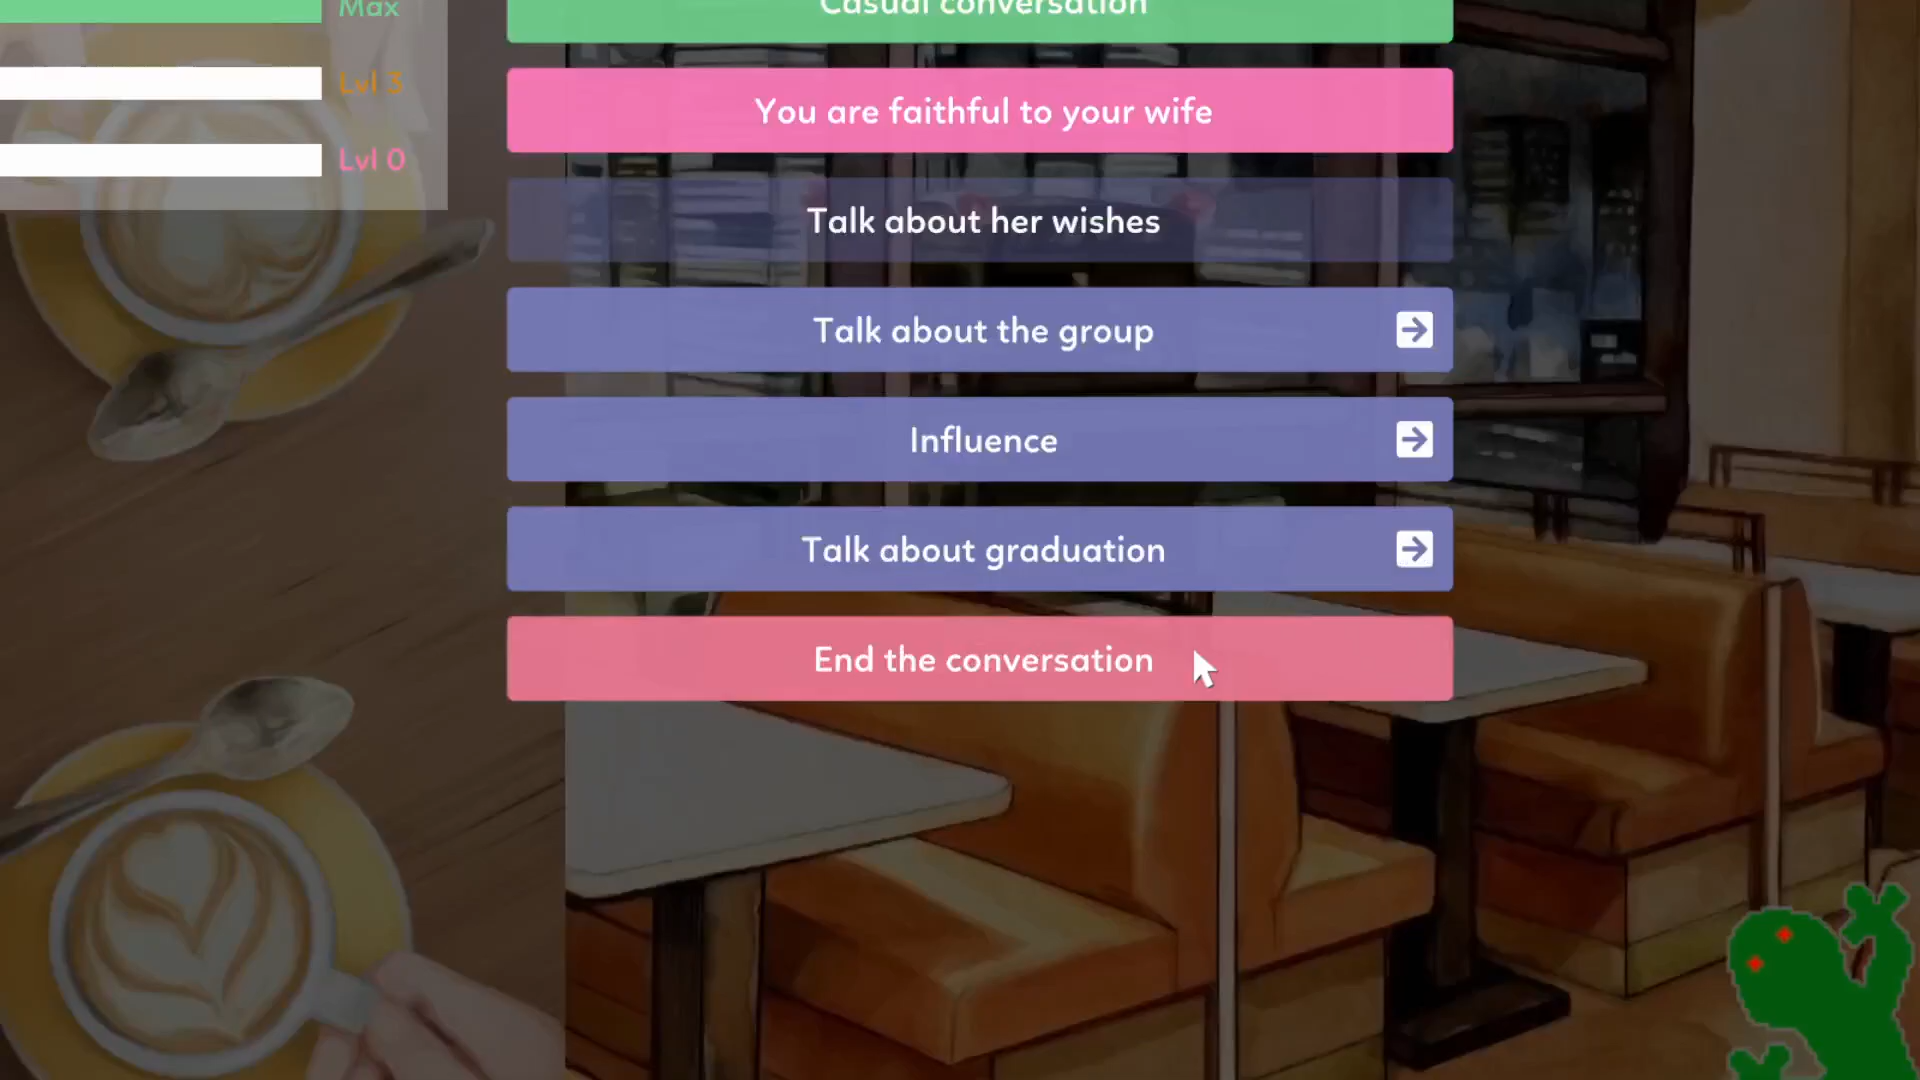 Max
Casual conversation
Lvl 3
You are faithful to your wife
Lvl 0
Talk about her wishes
Talk about the group
Influence
Talk about graduation
End the conversation